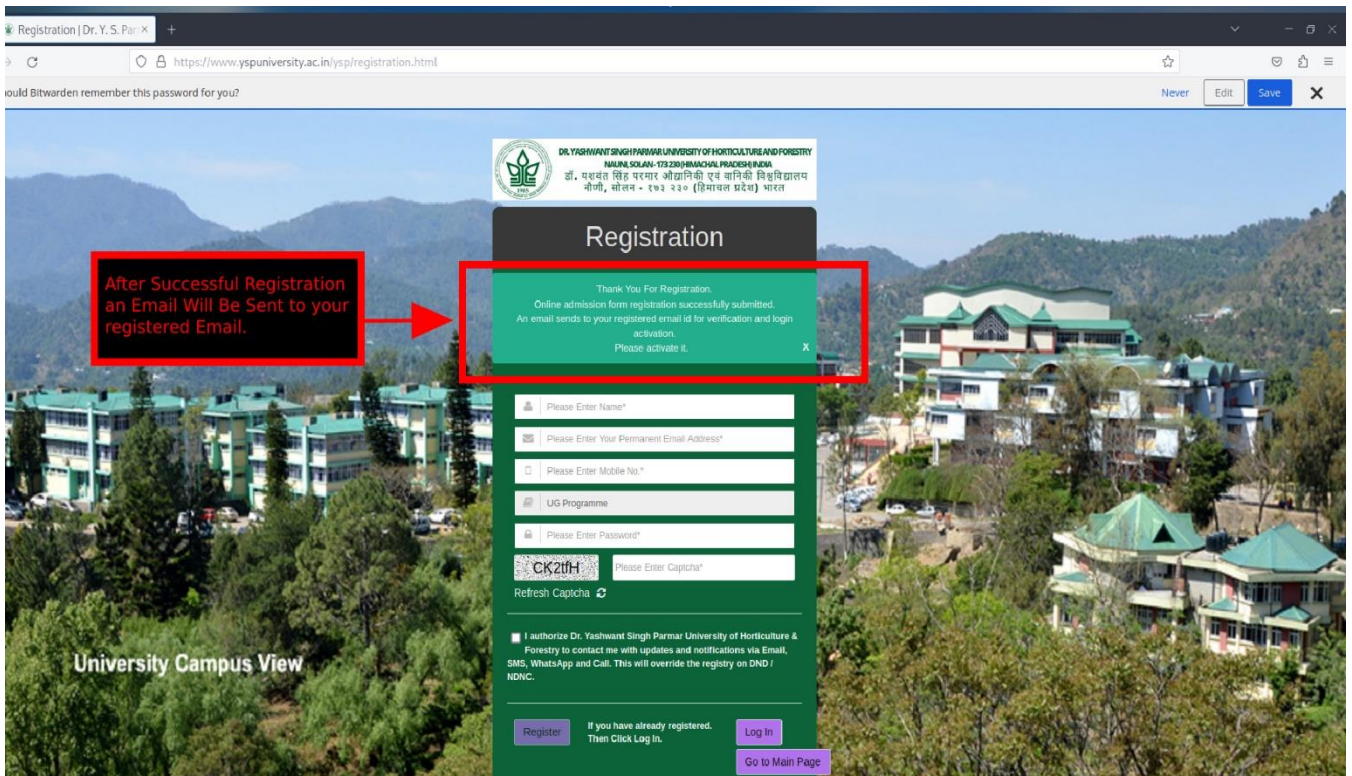 Registration | Dr. Y. S. Par
https://www.yspuniversity.ac.in/ysp/registration.html
ould Bitwarden remember this password for you?
Never
Edit
Save
DR. YASHWANT SINGH PARMAR UNIVERSITY OF HORTICULTURE AND FORESTRY
NAUNI, SOLAN - 173 230 (HIMACHAL PRADESH) INDIA
डॉ. यशवंत सिंह परमार औद्यानिकी एवं वानिकी विश्वविद्यालय
नौणी, सोलन - १७३ २३० (हिमाचल प्रदेश) भारत
1985
Registration
After Successful Registration
an Email Will Be Sent to your
registered Email.
Thank You For Registration.
Online admission form registration successfully submitted.
An email sends to your registered email id for verification and login
activation.
Please activate it.
X
Please Enter Name*
Please Enter Your Permanent Email Address*
Please Enter Mobile No.*
UG Programme
Please Enter Password*
CK2tfH
Please Enter Captcha*
Refresh Captcha
I authorize Dr. Yashwant Singh Parmar University of Horticulture &
Forestry to contact me with updates and notifications via Email,
SMS, WhatsApp and Call. This will override the registry on DND /
NDNC.
University Campus View
Register
If you have already registered.
Then Click Log In.
Log In
Go to Main Page